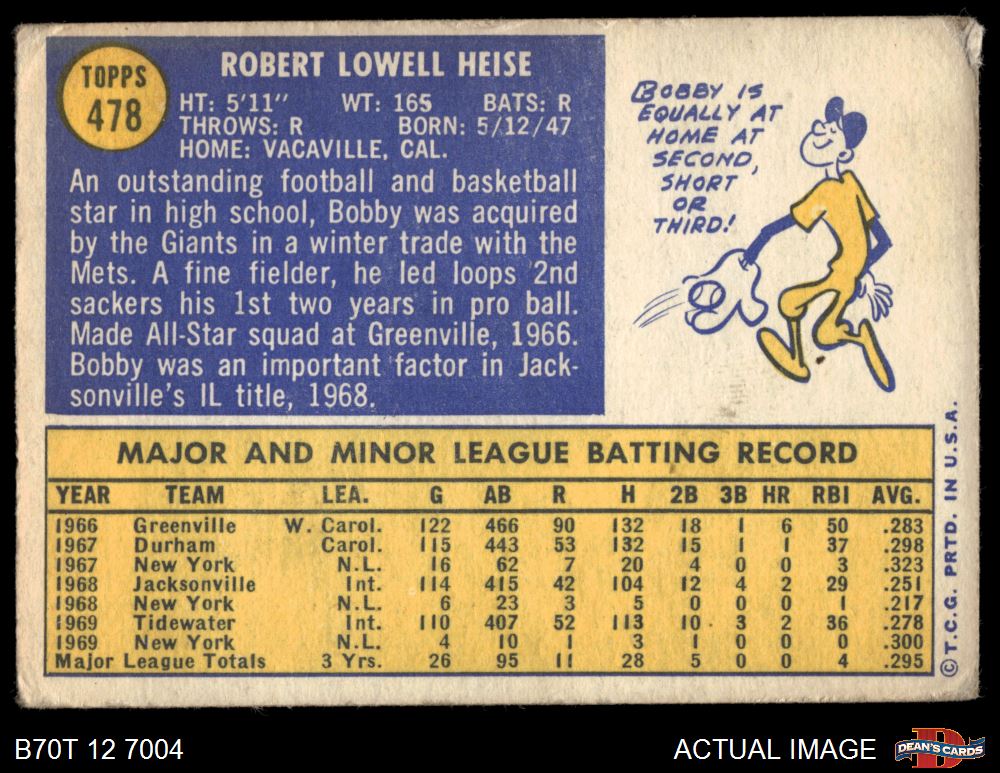 TOPPS
478
ROBERT LOWELL HEISE
HT: 5'11" WT: 165 BATS: R
THROWS: R BORN: 5/12/47
HOME: VACAVILLE, CAL.
An outstanding football and basketball
star in high school, Bobby was acquired
by the Giants in a winter trade with the
Mets. A fine fielder, he led loops 2nd
sackers his 1st two years in pro ball.
Made All-Star squad at Greenville, 1966.
Bobby was an important factor in Jack-
sonville's IL title, 1968.
BOBBY IS
EQUALLY AT
HOME AT
SECOND,
SHORT
OR
THIRD!
MAJOR AND MINOR LEAGUE BATTING RECORD
YEAR TEAM LEA. G AB R H 2B 3B HR RBI AVG.
1966 Greenville W. Carol. 122 466 90 132 18 1 6 50 .283
1967 Durham Carol. 115 443 53 132 15 1 1 37 .298
1967 New York N.L. 16 62 7 20 4 0 0 3 .323
1968 Jacksonville Int. 114 415 42 104 12 4 2 29 .251
1968 New York N.L. 6 23 3 5 0 0 0 1 .217
1969 Tidewater Int. 110 407 52 113 10 3 2 36 .278
1969 New York N.L. 4 10 1 3 1 0 0 0 .300
Major League Totals 3 Yrs. 26 95 11 28 5 0 0 4 .295
© T.C.G. PRTD. IN U.S.A.
B70T 12 7004
ACTUAL IMAGE
D
DEAN'S CARDS